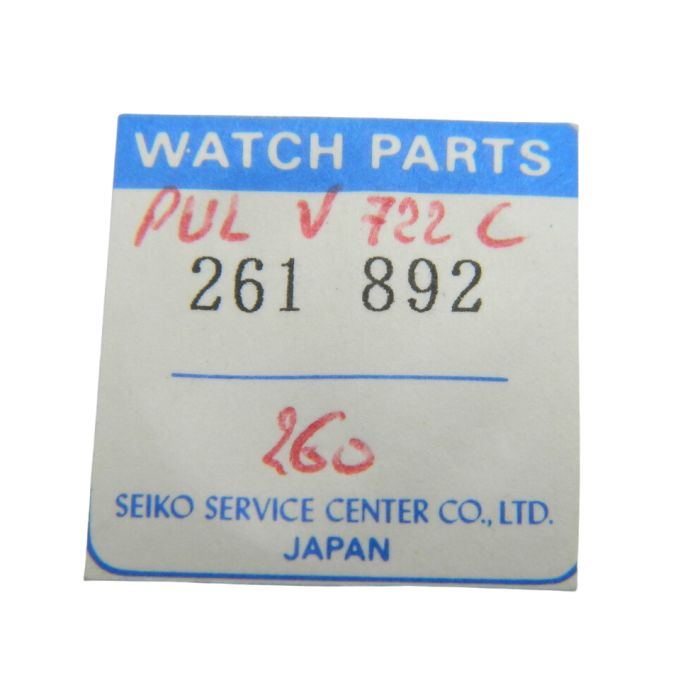 WATCH PARTS
PUL V 722 C
261 892
260
SEIKO SERVICE CENTER CO., LTD.
JAPAN